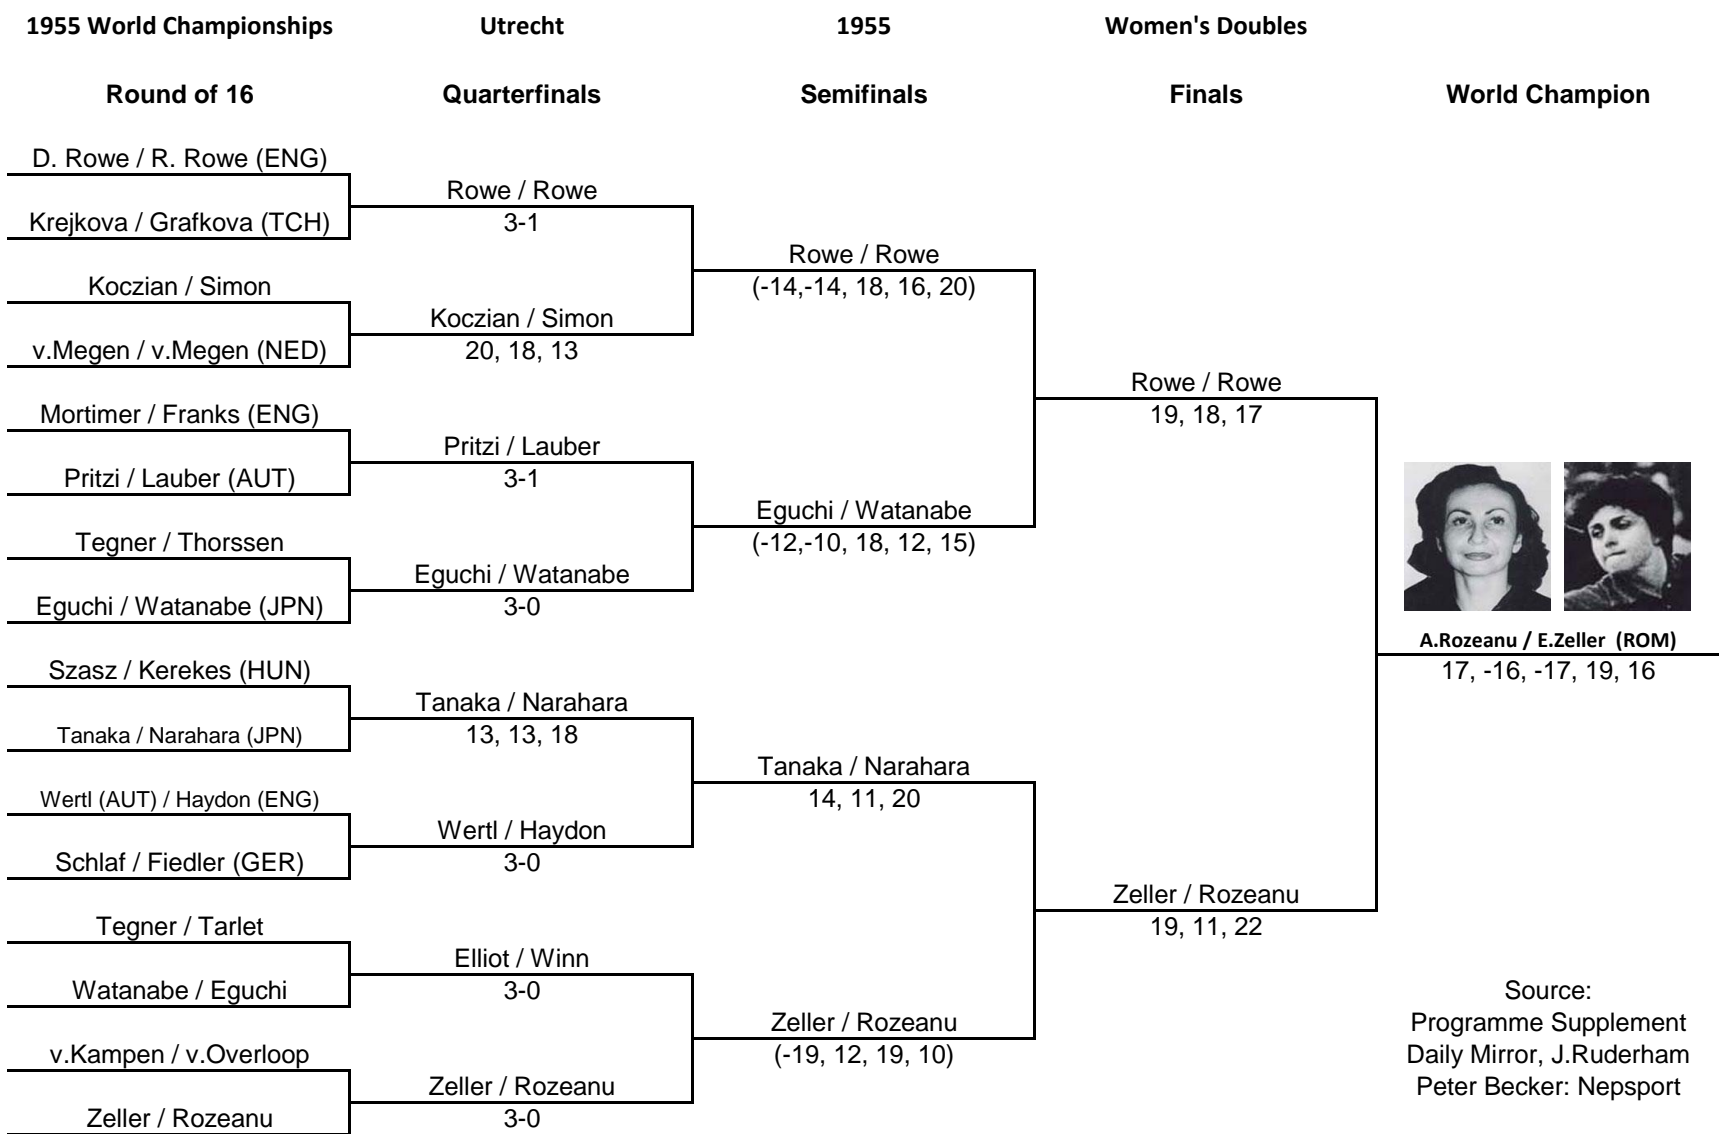 1955 World Championships Utrecht 1955 Women's Doubles
Round of 16 Quarterfinals Semifinals Finals World Champion
D. Rowe / R. Rowe (ENG)
Rowe / Rowe
Krejkova / Grafkova (TCH)
3-1
Rowe / Rowe
Koczian / Simon
(-14,-14, 18, 16, 20)
Koczian / Simon
v.Megen / v.Megen (NED)
20, 18, 13
Rowe / Rowe
Mortimer / Franks (ENG)
19, 18, 17
Pritzi / Lauber
Pritzi / Lauber (AUT)
3-1
Eguchi / Watanabe
Tegner / Thorssen
(-12,-10, 18, 12, 15)
Eguchi / Watanabe
Eguchi / Watanabe (JPN)
3-0
A.Rozeanu / E.Zeller (ROM)
Szasz / Kerekes (HUN)
17, -16, -17, 19, 16
Tanaka / Narahara
Tanaka / Narahara (JPN)
13, 13, 18
Tanaka / Narahara
Wertl (AUT) / Haydon (ENG)
14, 11, 20
Wertl / Haydon
Schlaf / Fiedler (GER)
3-0
Zeller / Rozeanu
Tegner / Tarlet
19, 11, 22
Elliot / Winn
Watanabe / Eguchi
3-0
Source:
Zeller / Rozeanu
Programme Supplement
v.Kampen / v.Overloop
(-19, 12, 19, 10)
Daily Mirror, J.Ruderham
Zeller / Rozeanu
Peter Becker: Nepsport
Zeller / Rozeanu
3-0